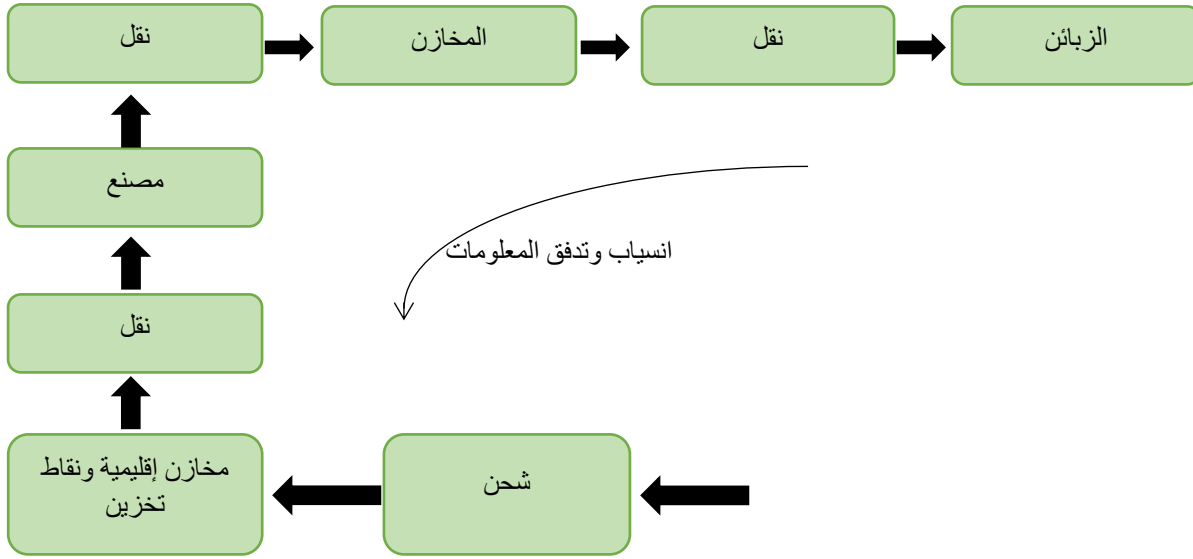 نقل
المخازن
نقل
الزبائن
مصنع
انسياب وتدفق المعلومات
نقل
مخازن إقليمية ونقاط
تخزين
شحن